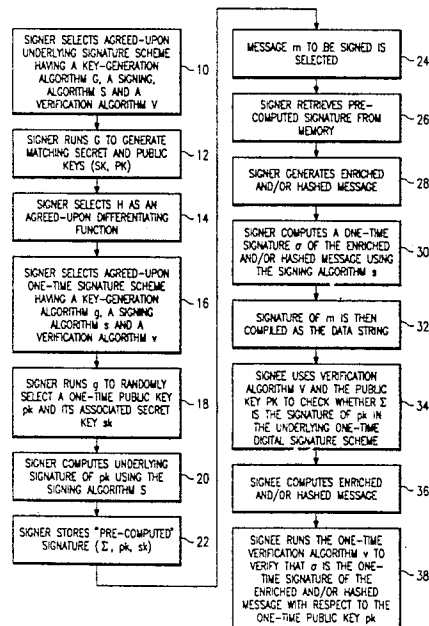 SIGNER SELECTS AGREED-UPON
UNDERLYING SIGNATURE SCHEME
HAVING A KEY-GENERATION
ALGORITHM G, A SIGNING,
ALGORITHM S AND A
VERIFICATION ALGORITHM V
10
SIGNER RUNS G TO GENERATE
MATCHING SECRET AND PUBLIC
KEYS (SK, PK)
12
SIGNER SELECTS H AS AN
AGREED-UPON DIFFERENTIATING
FUNCTION
14
SIGNER SELECTS AGREED-UPON
ONE-TIME SIGNATURE SCHEME
HAVING A KEY-GENERATION
ALGORITHM g, A SIGNING
ALGORITHM s AND A
VERIFICATION ALGORITHM v
16
SIGNER RUNS g TO RANDOMLY
SELECT A ONE-TIME PUBLIC KEY
pk AND ITS ASSOCIATED SECRET
KEY sk
18
SIGNER COMPUTES UNDERLYING
SIGNATURE OF pk USING THE
SIGNING ALGORITHM S
20
SIGNER STORES "PRE-COMPUTED"
SIGNATURE (Σ, pk, sk)
22
MESSAGE m TO BE SIGNED IS
SELECTED
24
SIGNER RETRIEVES PRE-
COMPUTED SIGNATURE FROM
MEMORY
26
SIGNER GENERATES ENRICHED
AND/OR HASHED MESSAGE
28
SIGNER COMPUTES A ONE-TIME
SIGNATURE σ OF THE ENRICHED
AND/OR HASHED MESSAGE USING
THE SIGNING ALGORITHM s
30
SIGNATURE OF m IS THEN
COMPILED AS THE DATA STRING
32
SIGNEE USES VERIFICATION
ALGORITHM V AND THE PUBLIC
KEY PK TO CHECK WHETHER Σ
IS THE SIGNATURE OF pk IN
THE UNDERLYING ONE-TIME
DIGITAL SIGNATURE SCHEME
34
SIGNEE COMPUTES ENRICHED
AND/OR HASHED MESSAGE
36
SIGNEE RUNS THE ONE-TIME
VERIFICATION ALGORITHM v TO
VERIFY THAT σ IS THE ONE-
TIME SIGNATURE OF THE
ENRICHED AND/OR HASHED
MESSAGE WITH RESPECT TO THE
ONE-TIME PUBLIC KEY pk
38